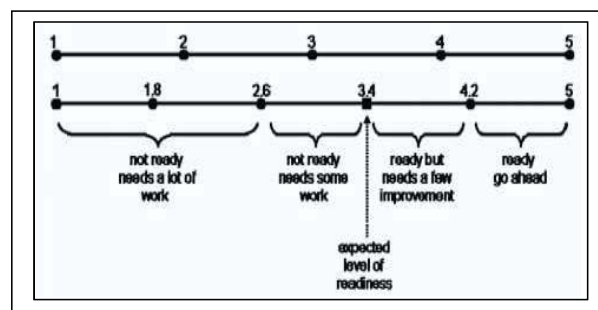 1 2 3 4 5
1 1.8 2.6 3.4 4.2 5
not ready
needs a lot of
work
not ready
needs some
work
ready but
needs a few
improvement
ready
go ahead
expected
level of
readiness